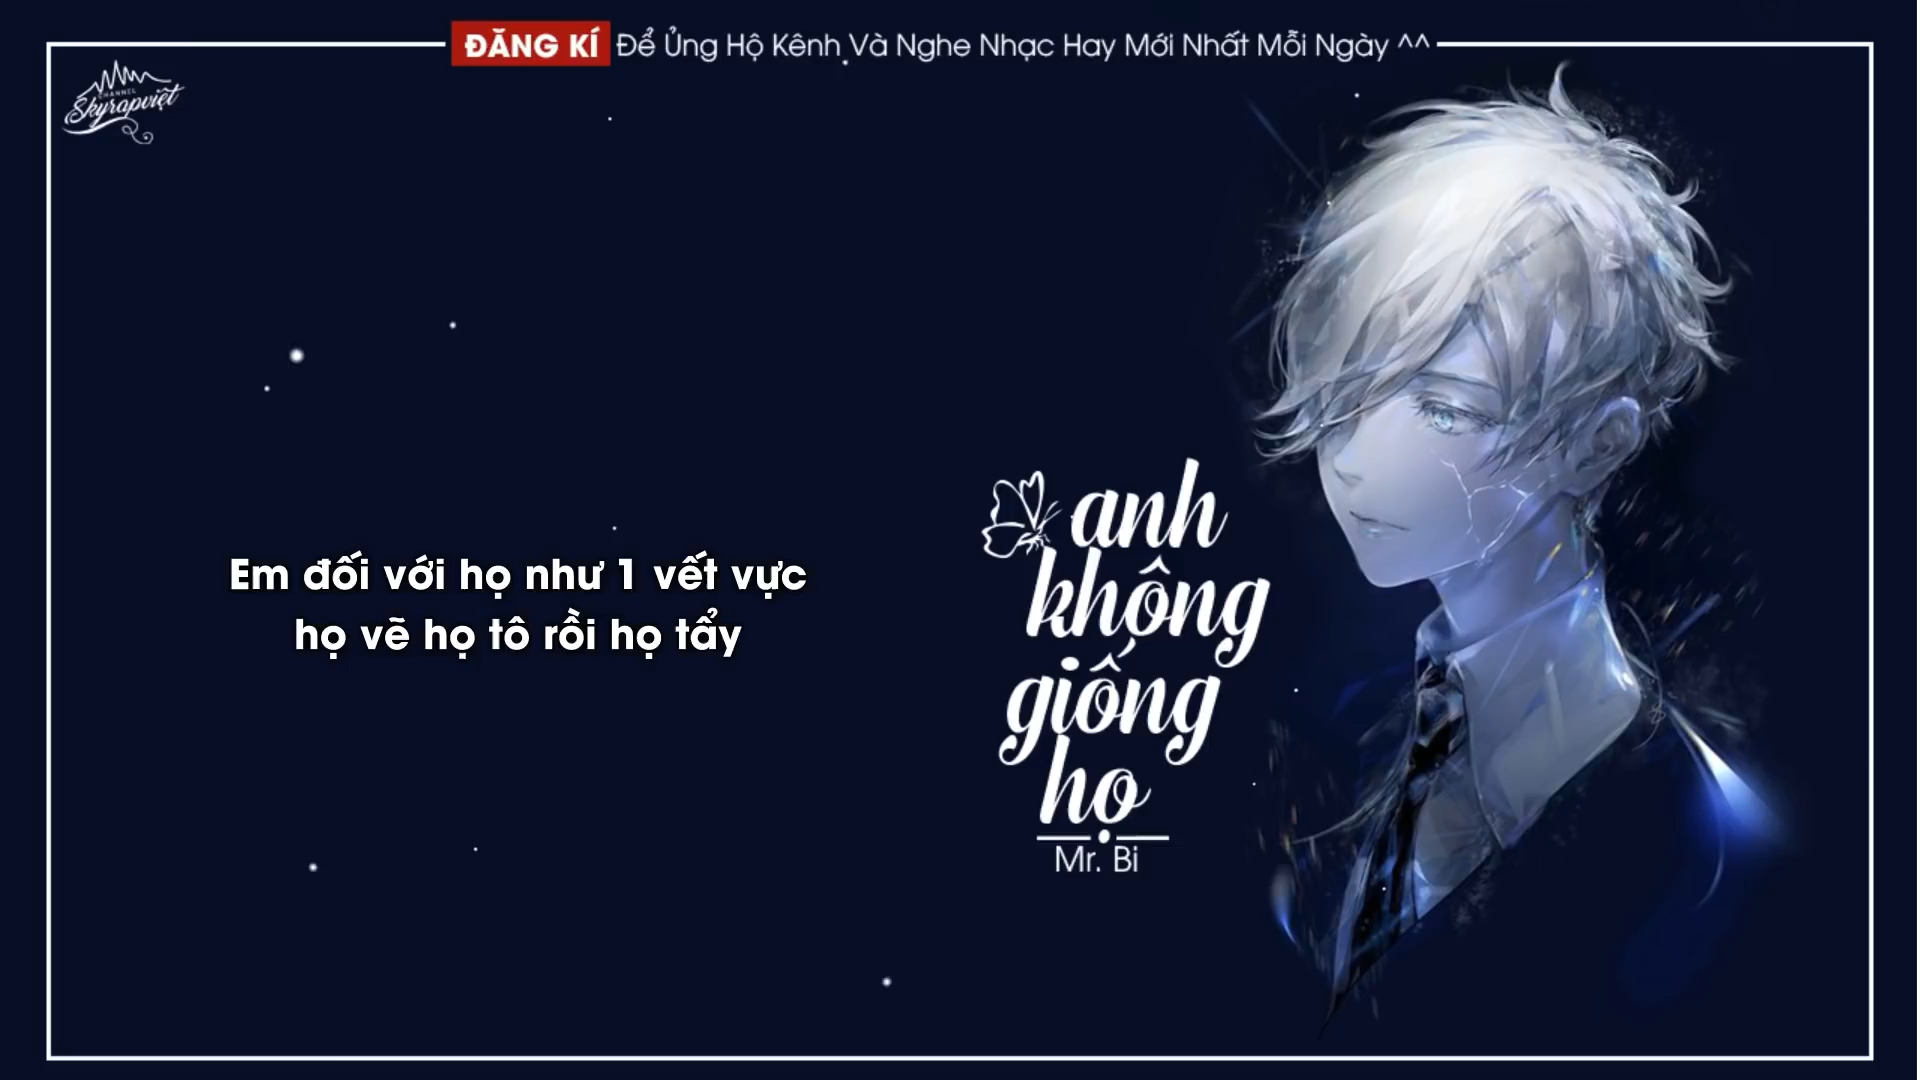 ĐĂNG KÍ Để Ủng Hộ Kênh Và Nghe Nhạc Hay Mới Nhất Mỗi Ngày ^^
CHANNEL
Skyrapviệt
anh
không
giống
họ
Mr. Bi
Em đối với họ như 1 vết vực
họ vẽ họ tô rồi họ tẩy